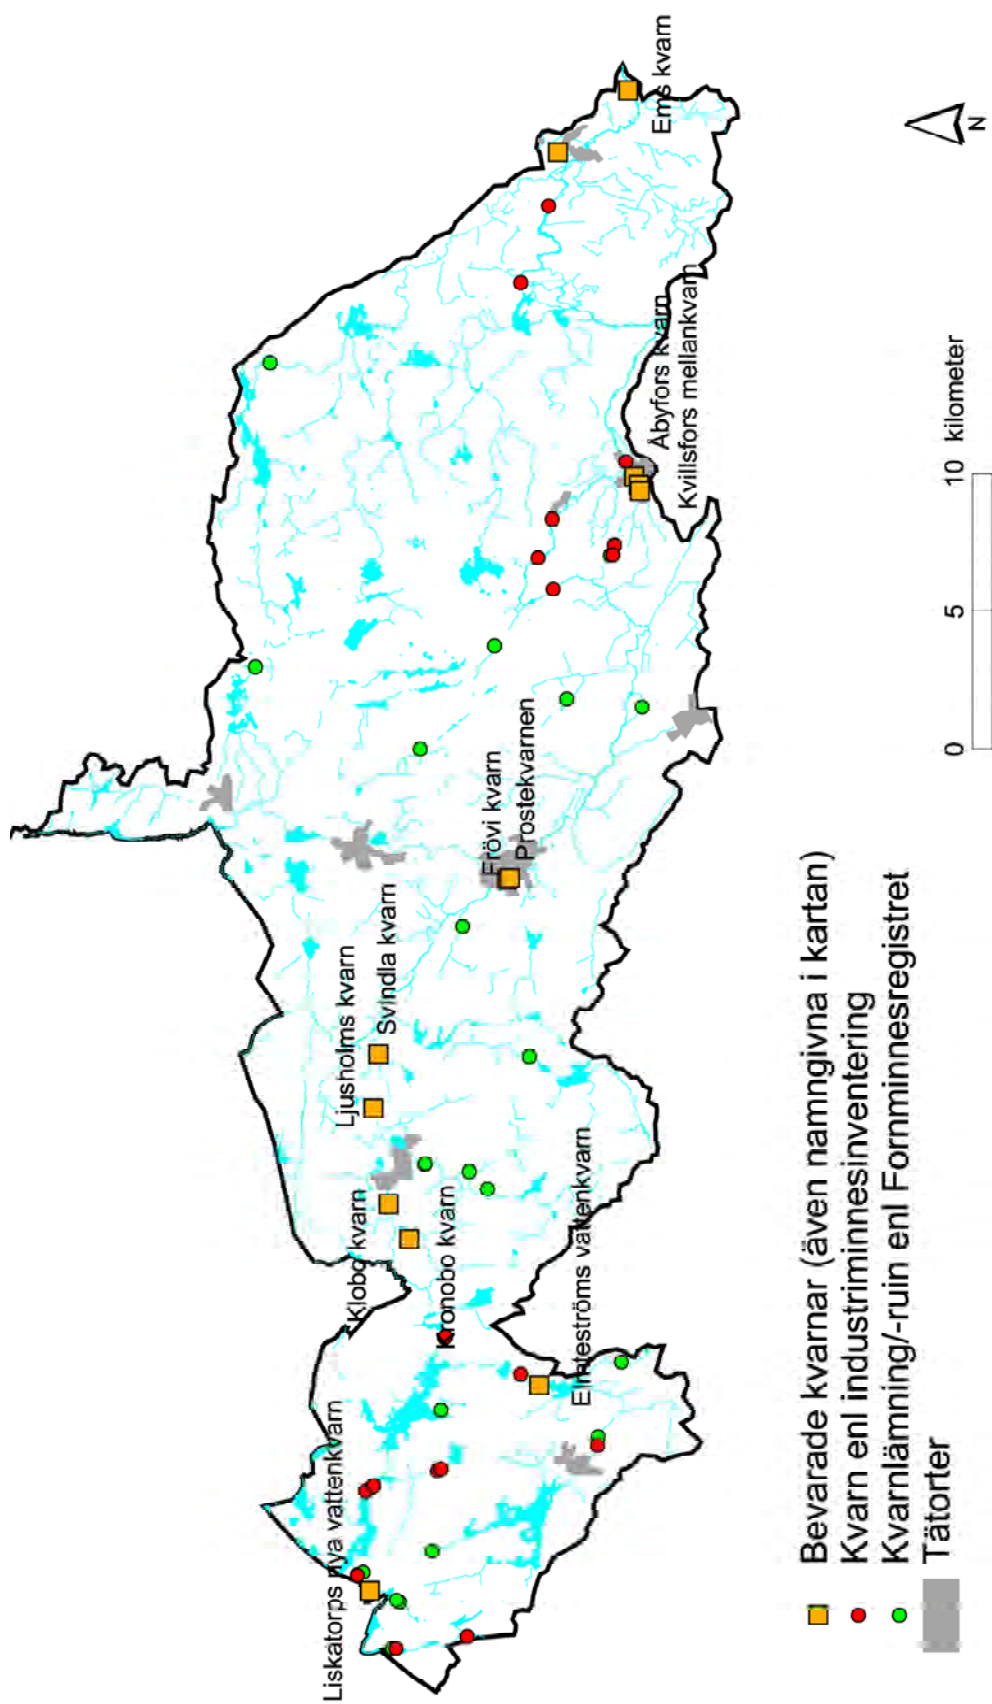 Liskatorps nya vattenkvarn
Klobo kvarn
Kronobo kvarn
Elmteströms vattenkvarn
Ljusholms kvarn
Svindla kvarn
Frövi kvarn
Prostekvarnen
Åbyfors kvarn
Kvillsfors mellankvarn
Ems kvarn
Bevarade kvarnar (även namngivna i kartan)
Kvarn enl industriminnesinventering
Kvarnlämning/-ruin enl Fornminnesregistret
Tätorter
0 5 10 kilometer
N